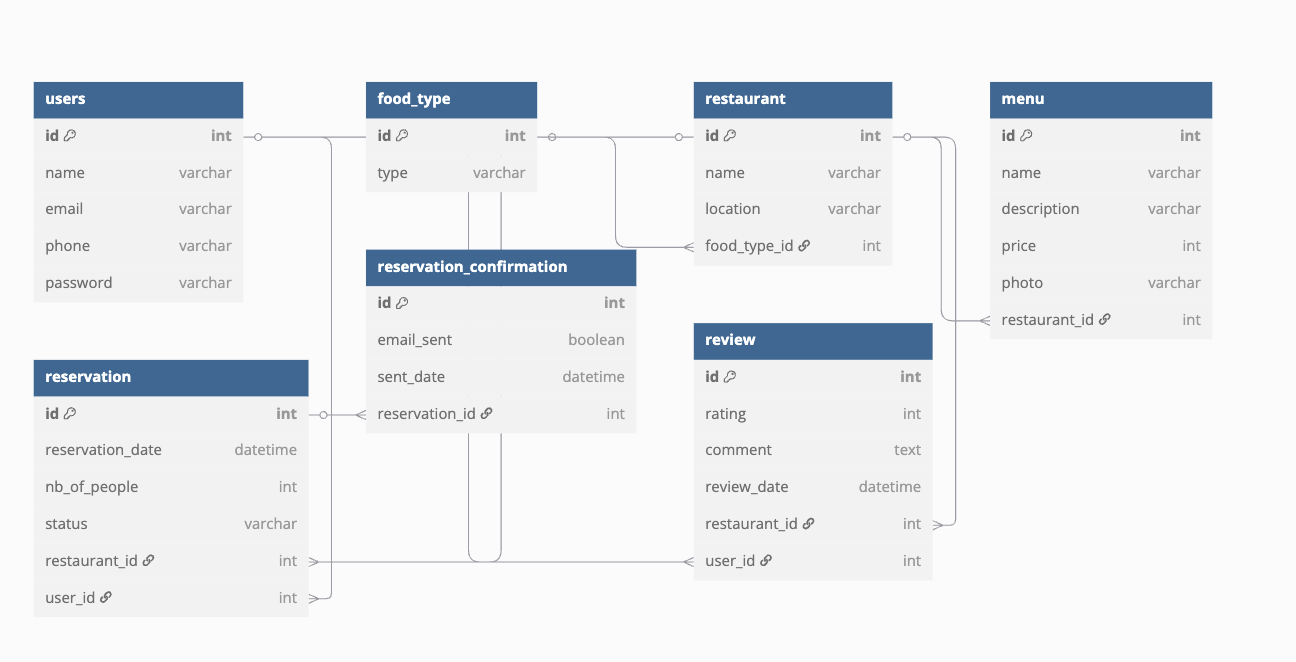 users
id int
name varchar
email varchar
phone varchar
password varchar
food_type
id int
type varchar
restaurant
id int
name varchar
location varchar
food_type_id int
menu
id int
name varchar
description varchar
price int
photo varchar
restaurant_id int
reservation_confirmation
id int
email_sent boolean
sent_date datetime
reservation_id int
review
id int
rating int
comment text
review_date datetime
restaurant_id int
user_id int
reservation
id int
reservation_date datetime
nb_of_people int
status varchar
restaurant_id int
user_id int